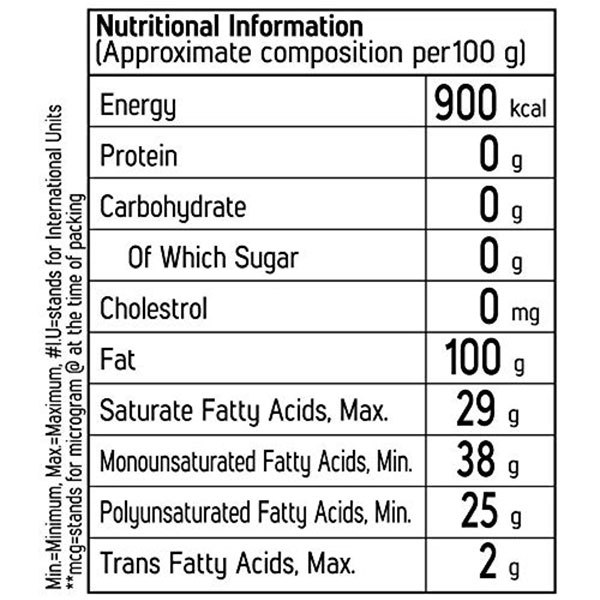 Nutritional Information
(Approximate composition per100 g)
Energy 900 kcal
Protein 0 g
Carbohydrate 0 g
Of Which Sugar 0 g
Cholestrol 0 mg
Fat 100 g
Saturate Fatty Acids, Max. 29 g
Monounsaturated Fatty Acids, Min. 38 g
Polyunsaturated Fatty Acids, Min. 25 g
Trans Fatty Acids, Max. 2 g
Min.=Minimum, Max.=Maximum, #I.U=stands for International Units
**mcg=stands for microgram @ at the time of packing